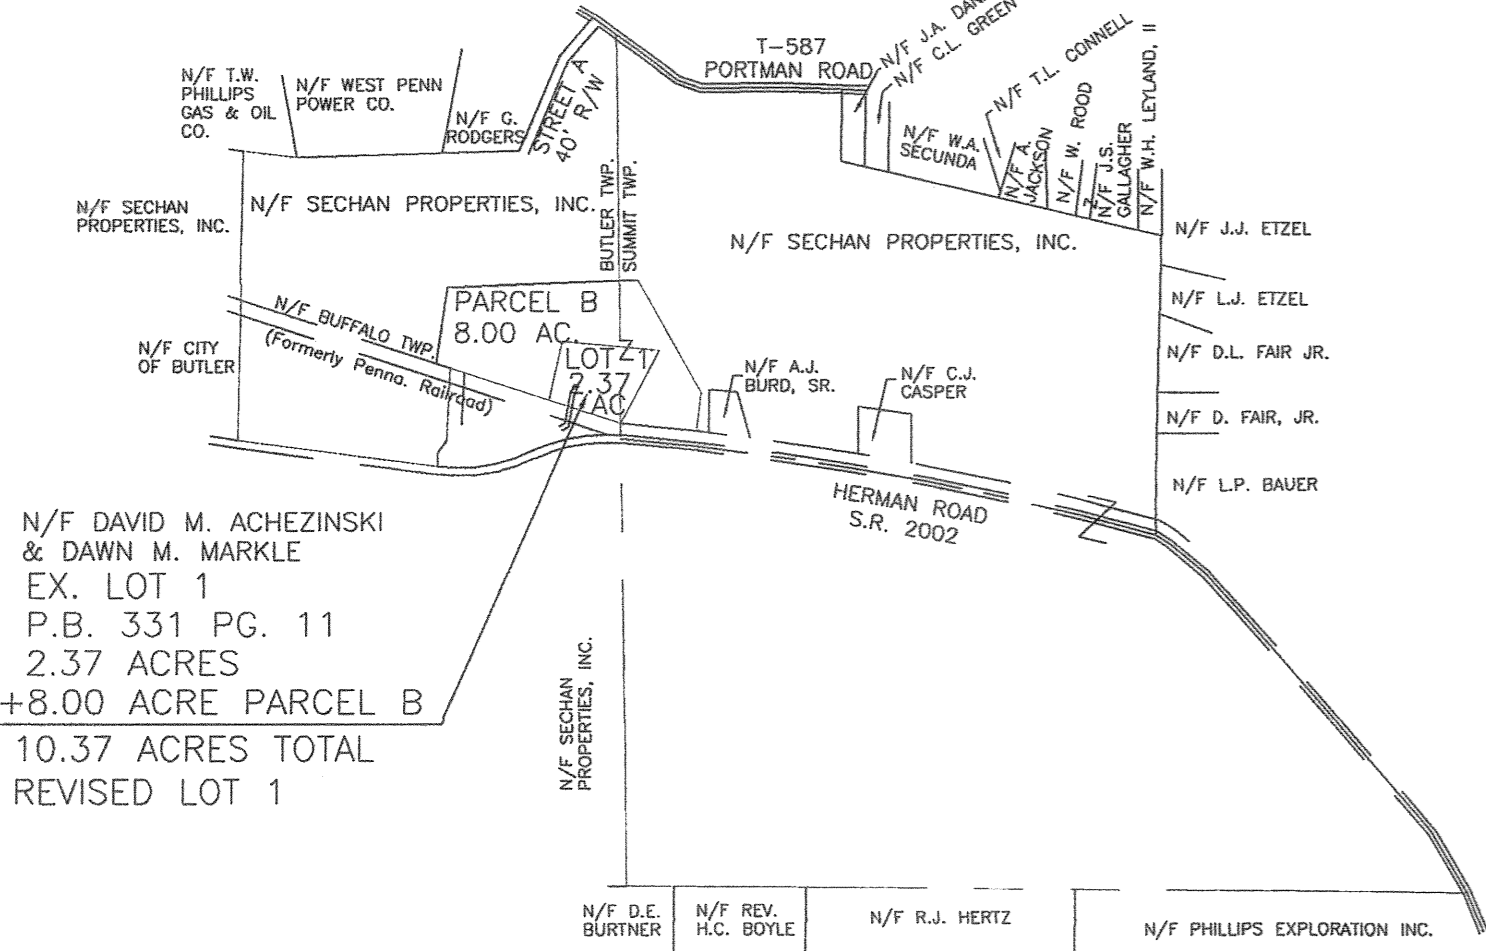 T-587
PORTMAN ROAD
N/F J.A.
N/F C.L. GREEN
N/F T.L. CONNELL
N/F T.W.
PHILLIPS
GAS & OIL
CO.
N/F WEST PENN
POWER CO.
N/F G.
RODGERS
STREET A
40' R/W
BUTLER TWP.
SUMMIT TWP.
N/F W.A.
SECUNDA
N/F A.
JACKSON
N/F W. ROOD
N/F J.S.
GALLAGHER
N/F W.H. LEYLAND, II
N/F SECHAN
PROPERTIES, INC.
N/F SECHAN PROPERTIES, INC.
N/F SECHAN PROPERTIES, INC.
N/F J.J. ETZEL
N/F L.J. ETZEL
N/F D.L. FAIR JR.
N/F D. FAIR, JR.
N/F L.P. BAUER
N/F CITY
OF BUTLER
N/F BUFFALO TWP.
(Formerly Penna. Railroad)
PARCEL B
8.00 AC.
LOT 1
2.37
AC
N/F A.J.
BURD, SR.
N/F C.J.
CASPER
HERMAN ROAD
S.R. 2002
N/F DAVID M. ACHEZINSKI
& DAWN M. MARKLE
EX. LOT 1
P.B. 331 PG. 11
2.37 ACRES
+8.00 ACRE PARCEL B
10.37 ACRES TOTAL
REVISED LOT 1
N/F SECHAN
PROPERTIES, INC.
N/F D.E.
BURTNER
N/F REV.
H.C. BOYLE
N/F R.J. HERTZ
N/F PHILLIPS EXPLORATION INC.